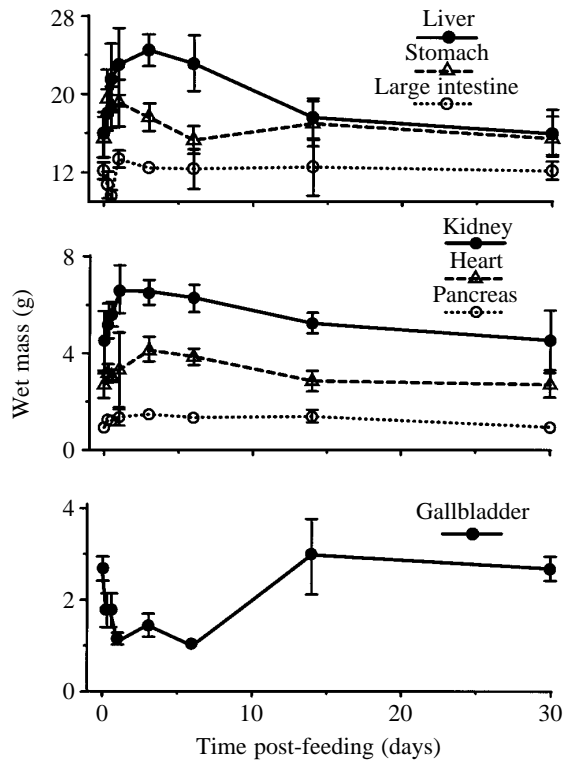 28
20
12
Liver
Stomach
Large intestine
8
4
0
Kidney
Heart
Pancreas
Wet mass (g)
4
2
0
Gallbladder
0 10 20 30
Time post-feeding (days)